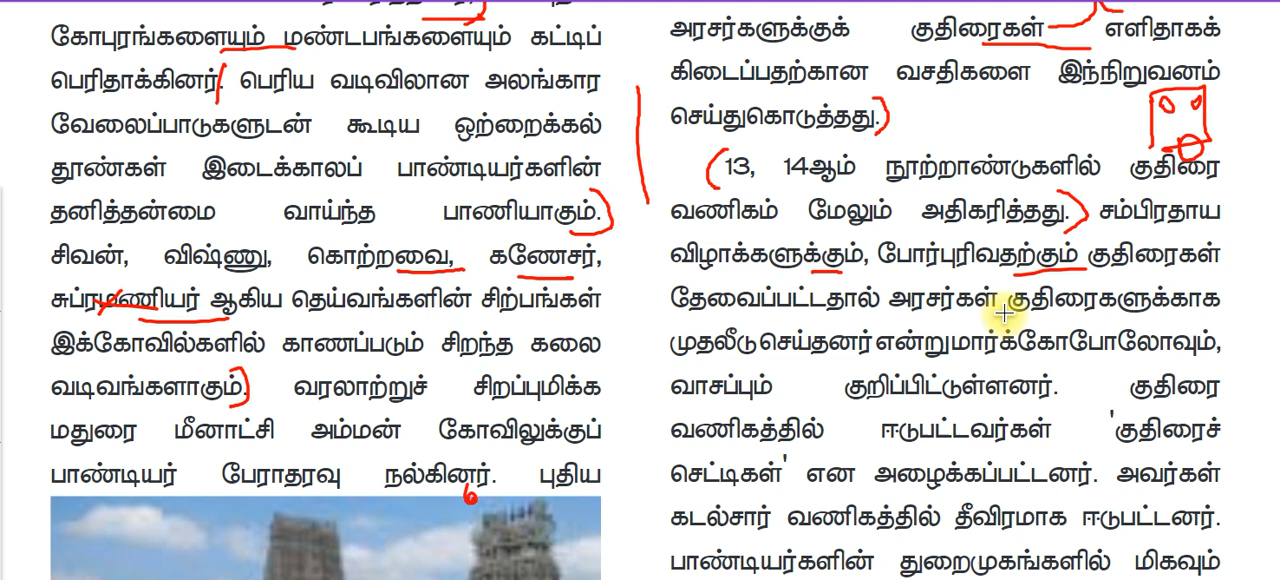 கோபுரங்களையும் மண்டபங்களையும் கட்டிப்
பெரிதாக்கினர். பெரிய வடிவிலான அலங்கார
வேலைப்பாடுகளுடன் கூடிய ஒற்றைக்கல்
தூண்கள் இடைக்காலப் பாண்டியர்களின்
தனித்தன்மை வாய்ந்த பாணியாகும்.
சிவன், விஷ்ணு, கொற்றவை, கணேசர்,
சுப்ரமணியர் ஆகிய தெய்வங்களின் சிற்பங்கள்
இக்கோவில்களில் காணப்படும் சிறந்த கலை
வடிவங்களாகும். வரலாற்றுச் சிறப்புமிக்க
மதுரை மீனாட்சி அம்மன் கோவிலுக்குப்
பாண்டியர் பேராதரவு நல்கினர். புதிய
அரசர்களுக்குக் குதிரைகள் எளிதாகக்
கிடைப்பதற்கான வசதிகளை இந்நிறுவனம்
செய்துகொடுத்தது.
13, 14ஆம் நூற்றாண்டுகளில் குதிரை
வணிகம் மேலும் அதிகரித்தது. சம்பிரதாய
விழாக்களுக்கும், போர்புரிவதற்கும் குதிரைகள்
தேவைப்பட்டதால் அரசர்கள் குதிரைகளுக்காக
முதலீடு செய்தனர் என்று மார்க்கோபோலோவும்,
வாசப்பும் குறிப்பிட்டுள்ளனர். குதிரை
வணிகத்தில் ஈடுபட்டவர்கள் 'குதிரைச்
செட்டிகள்' என அழைக்கப்பட்டனர். அவர்கள்
கடல்சார் வணிகத்தில் தீவிரமாக ஈடுபட்டனர்.
பாண்டியர்களின் துறைமுகங்களில் மிகவும்